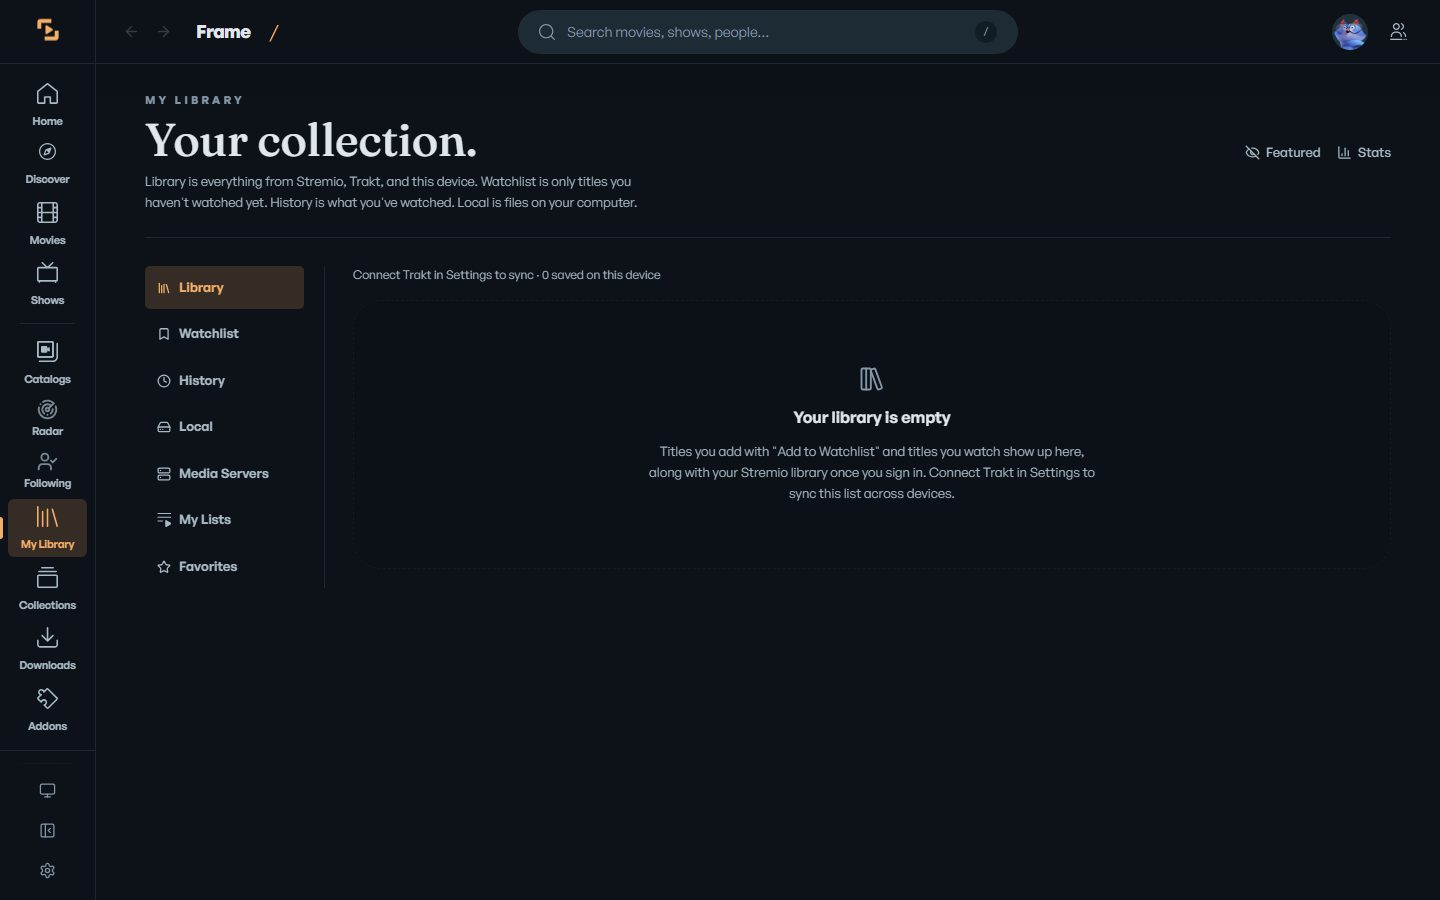 Frame /
Search movies, shows, people...
/
Home
Discover
Movies
Shows
Catalogs
Radar
Following
My Library
Collections
Downloads
Addons
MY LIBRARY
Your collection.
Library is everything from Stremio, Trakt, and this device. Watchlist is only titles you
haven't watched yet. History is what you've watched. Local is files on your computer.
Featured
Stats
Library
Watchlist
History
Local
Media Servers
My Lists
Favorites
Connect Trakt in Settings to sync · 0 saved on this device
Your library is empty
Titles you add with "Add to Watchlist" and titles you watch show up here,
along with your Stremio library once you sign in. Connect Trakt in Settings to
sync this list across devices.